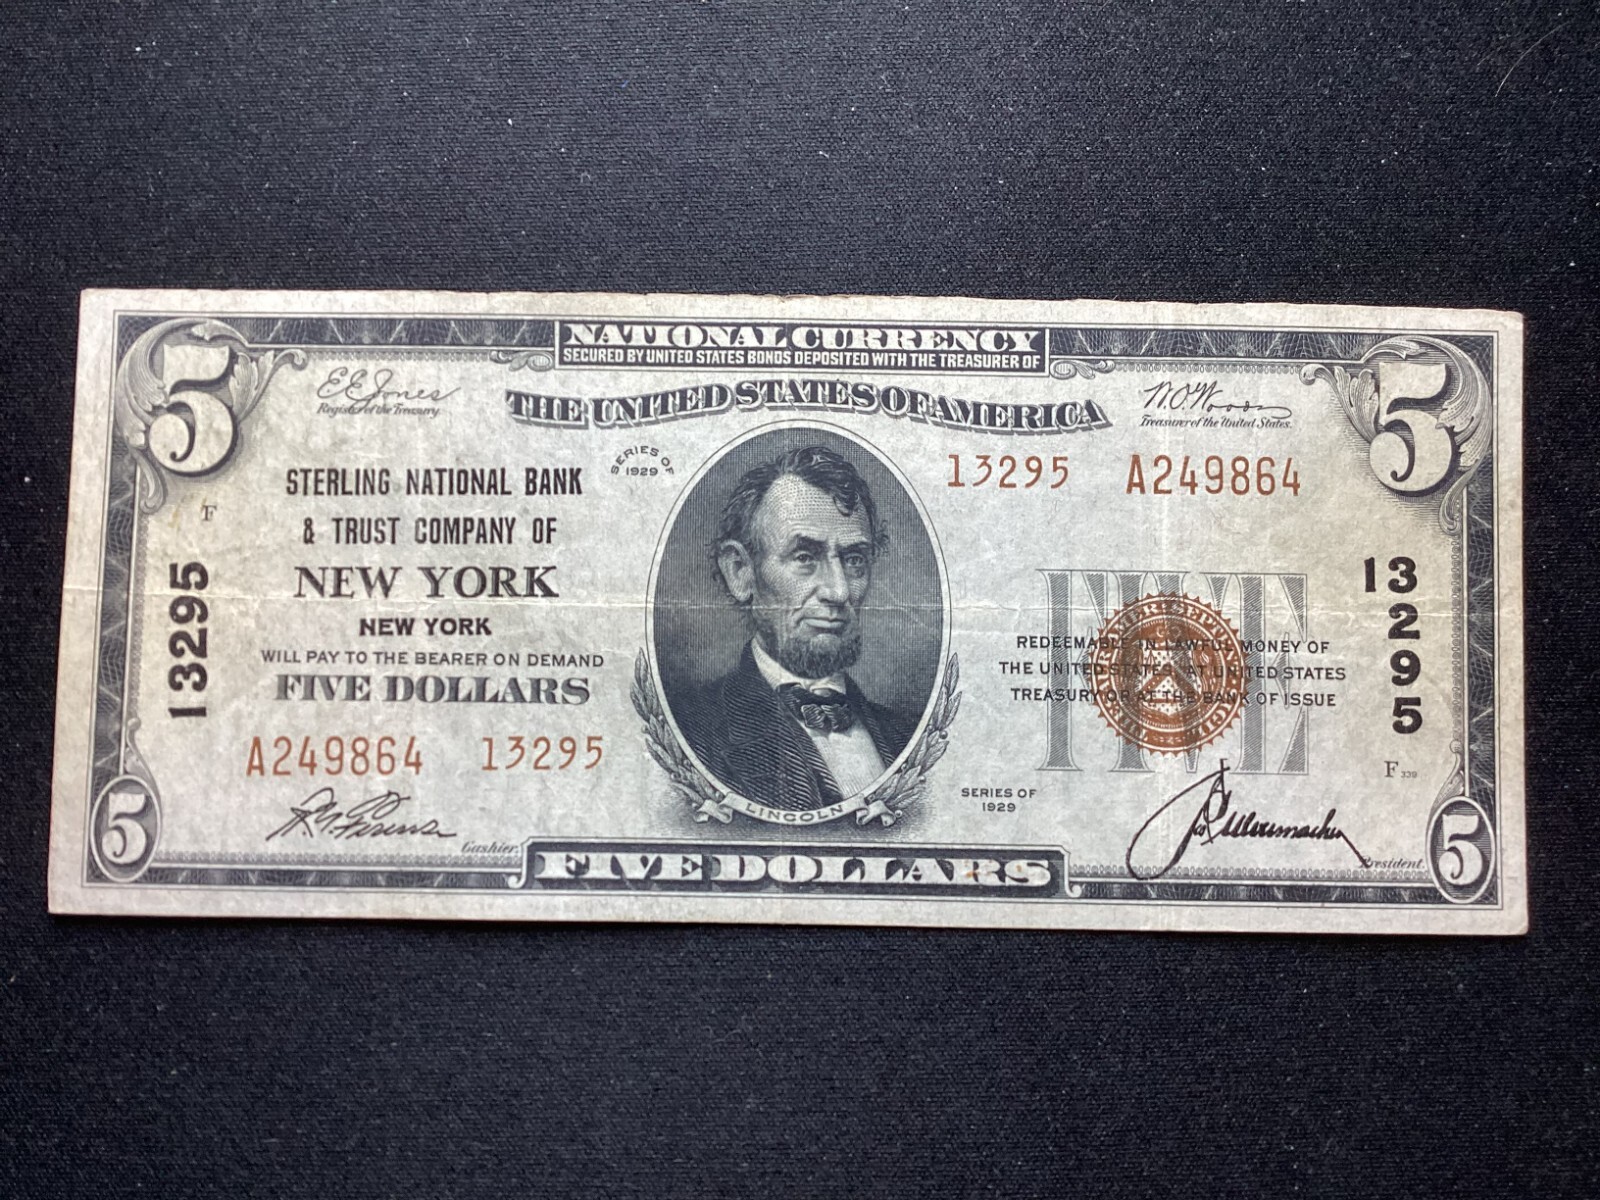 NATIONAL CURRENCY
SECURED BY UNITED STATES BONDS DEPOSITED WITH THE TREASURER OF
THE UNITED STATES OF AMERICA
5
5
E E Jones
Register of the Treasury.
W. O. Woods
Treasurer of the United States.
SERIES OF
1929
13295 A249864
STERLING NATIONAL BANK
& TRUST COMPANY OF
NEW YORK
NEW YORK
WILL PAY TO THE BEARER ON DEMAND
FIVE DOLLARS
F
13295
A249864 13295
Cashier.
LINCOLN
FIVE
REDEEMABLE IN LAWFUL MONEY OF
THE UNITED STATES AT UNITED STATES
TREASURY OR AT THE BANK OF ISSUE
13295
F 339
SERIES OF
1929
President.
5
FIVE DOLLARS
5